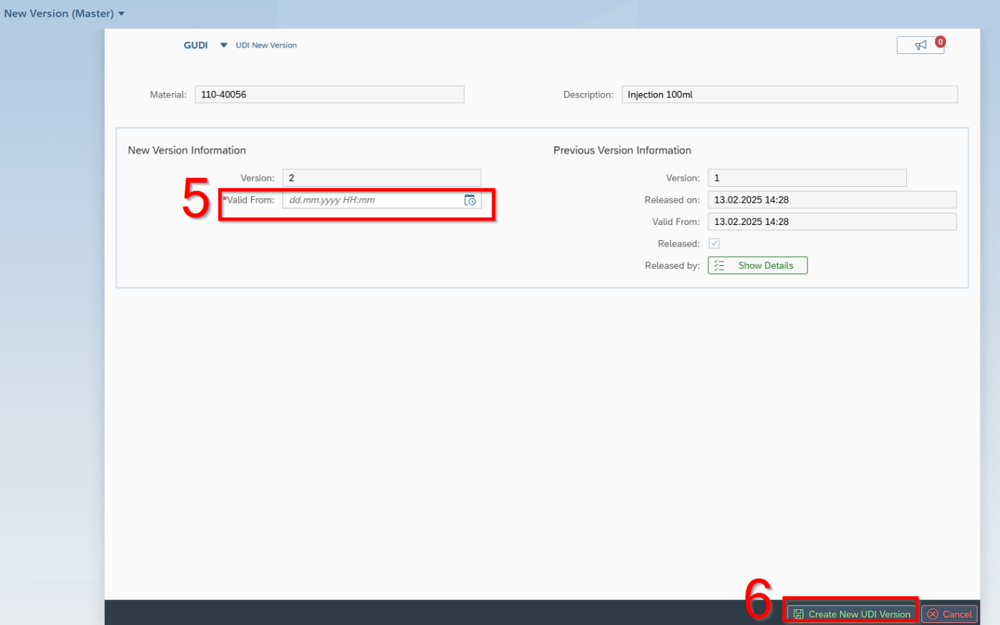 New Version (Master)
GUDI UDI New Version
0
Material: 110-40056 Description: Injection 100ml
New Version Information
Version: 2
5
*Valid From: dd.mm.yyyy HH:mm
Previous Version Information
Version: 1
Released on: 13.02.2025 14:28
Valid From: 13.02.2025 14:28
Released:
Released by: Show Details
6
Create New UDI Version Cancel